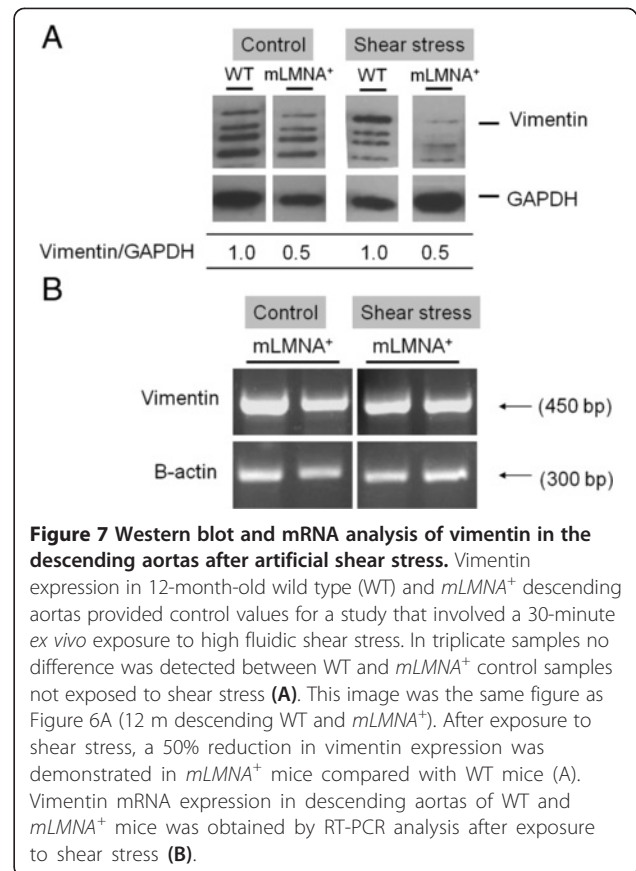 A
Control Shear stress
WT mLMNA⁺ WT mLMNA⁺
Vimentin
GAPDH
Vimentin/GAPDH 1.0 0.5 1.0 0.5
B
Control Shear stress
mLMNA⁺ mLMNA⁺
Vimentin (450 bp)
B-actin (300 bp)
Figure 7 Western blot and mRNA analysis of vimentin in the
descending aortas after artificial shear stress. Vimentin
expression in 12-month-old wild type (WT) and mLMNA⁺ descending
aortas provided control values for a study that involved a 30-minute
ex vivo exposure to high fluidic shear stress. In triplicate samples no
difference was detected between WT and mLMNA⁺ control samples
not exposed to shear stress (A). This image was the same figure as
Figure 6A (12 m descending WT and mLMNA⁺). After exposure to
shear stress, a 50% reduction in vimentin expression was
demonstrated in mLMNA⁺ mice compared with WT mice (A).
Vimentin mRNA expression in descending aortas of WT and
mLMNA⁺ mice was obtained by RT-PCR analysis after exposure
to shear stress (B).